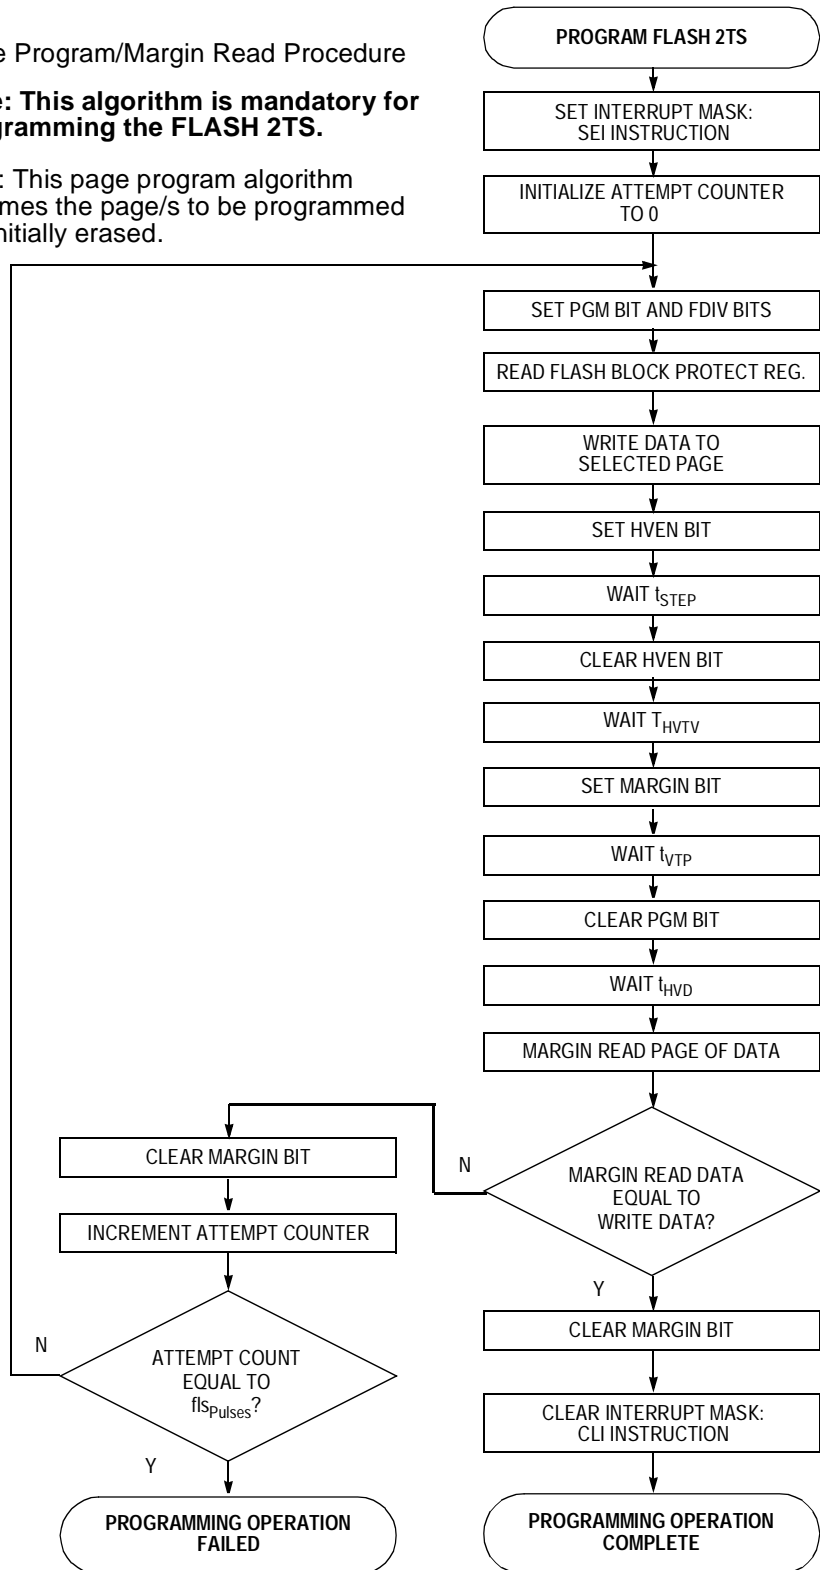 e Program/Margin Read Procedure
e: This algorithm is mandatory for
gramming the FLASH 2TS.
: This page program algorithm
mes the page/s to be programmed
nitially erased.
PROGRAM FLASH 2TS
SET INTERRUPT MASK:
SEI INSTRUCTION
INITIALIZE ATTEMPT COUNTER
TO 0
SET PGM BIT AND FDIV BITS
READ FLASH BLOCK PROTECT REG.
WRITE DATA TO
SELECTED PAGE
SET HVEN BIT
WAIT tSTEP
CLEAR HVEN BIT
WAIT THVTV
SET MARGIN BIT
WAIT tVTP
CLEAR PGM BIT
WAIT tHVD
MARGIN READ PAGE OF DATA
MARGIN READ DATA
EQUAL TO
WRITE DATA?
N
Y
CLEAR MARGIN BIT
INCREMENT ATTEMPT COUNTER
ATTEMPT COUNT
EQUAL TO
flsPulses?
N
Y
PROGRAMMING OPERATION
FAILED
CLEAR MARGIN BIT
CLEAR INTERRUPT MASK:
CLI INSTRUCTION
PROGRAMMING OPERATION
COMPLETE